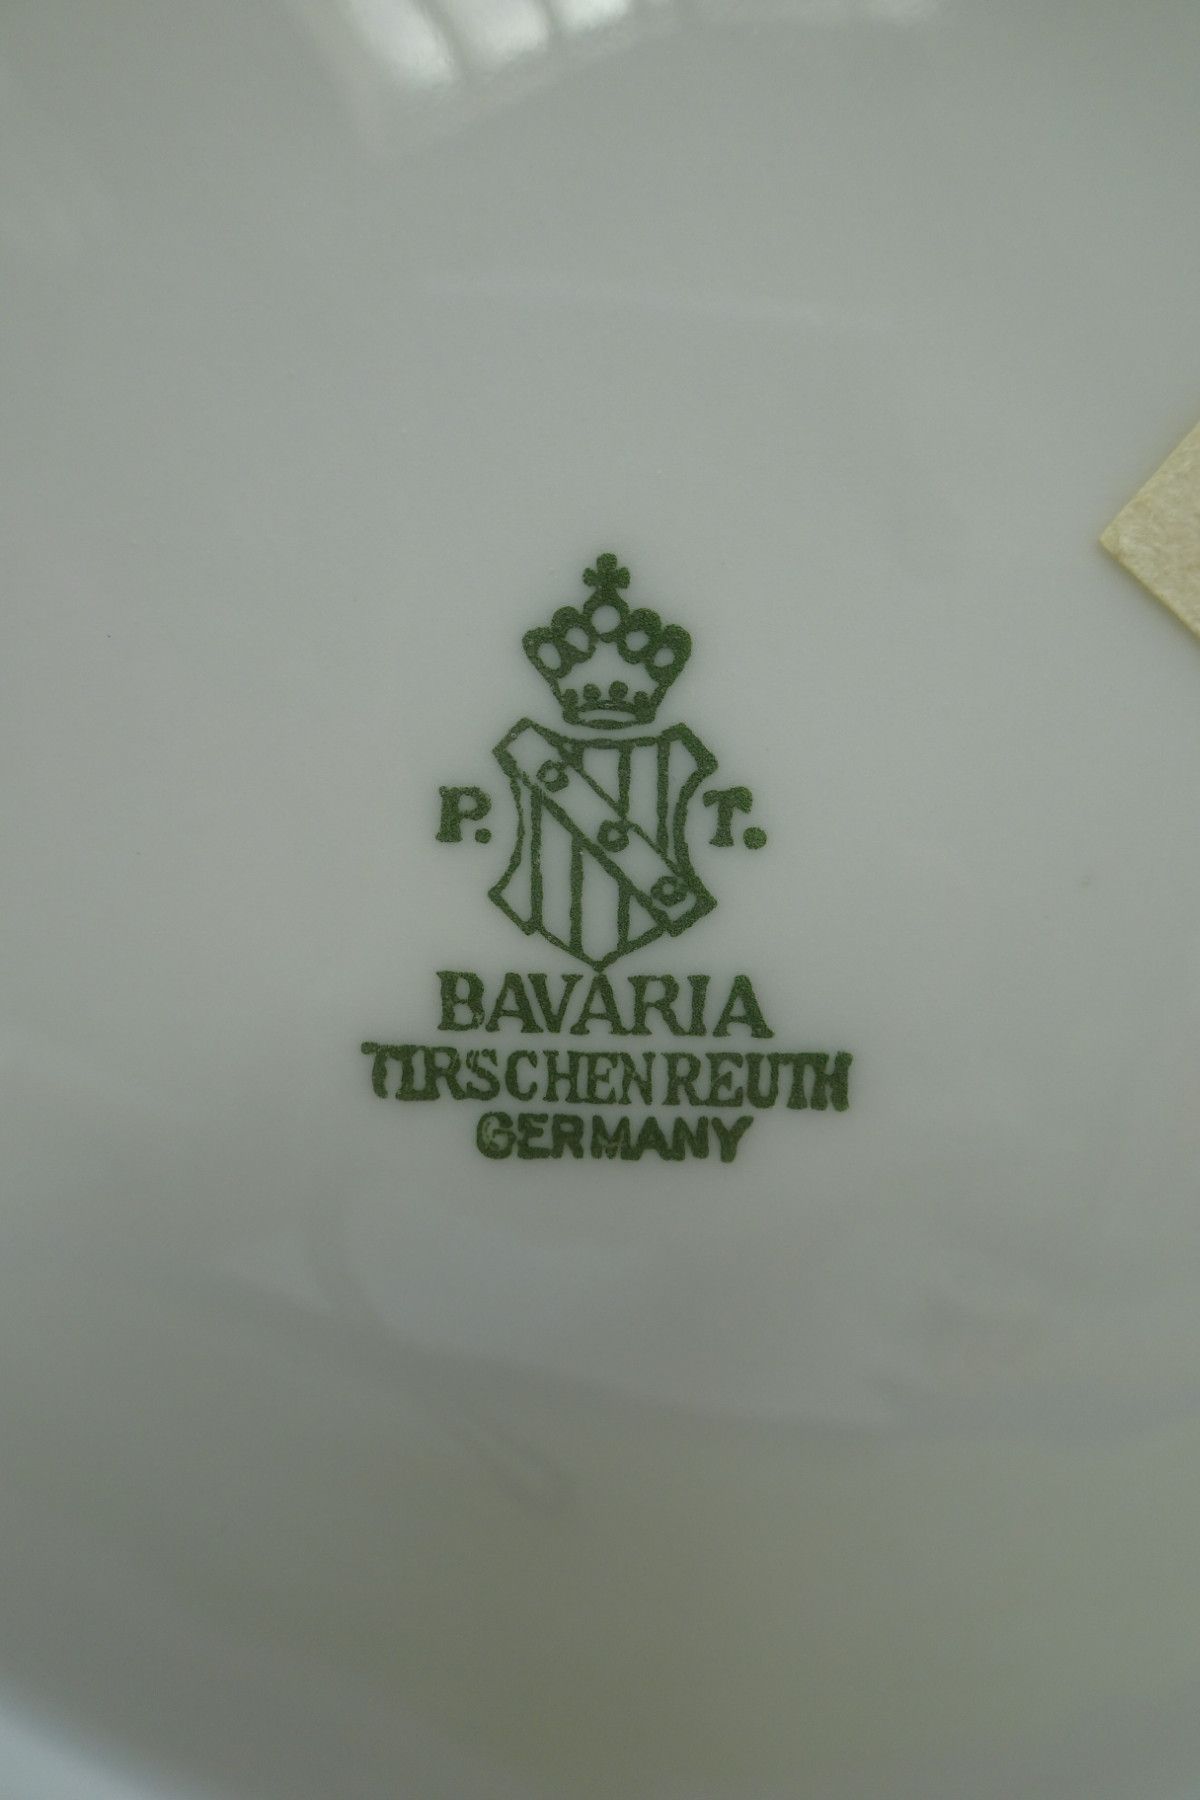 P. T.
BAVARIA
TIRSCHENREUTH
GERMANY